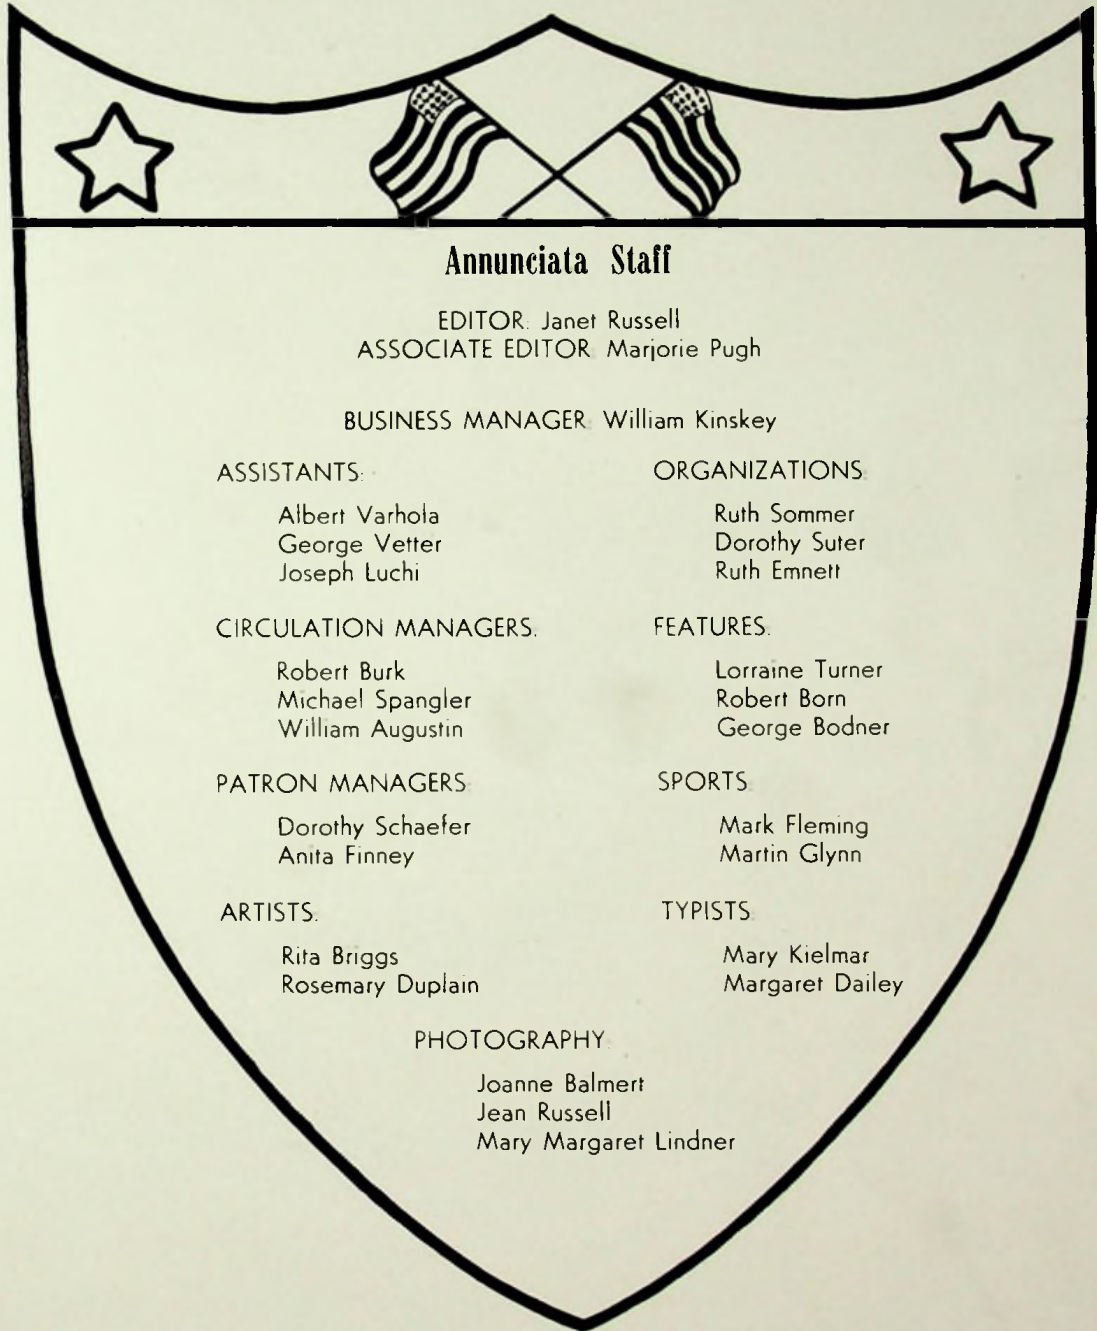 Annunciata Staff
EDITOR: Janet Russell
ASSOCIATE EDITOR Marjorie Pugh
BUSINESS MANAGER: William Kinskey
ASSISTANTS:
Albert Varhola
George Vetter
Joseph Luchi
CIRCULATION MANAGERS.
Robert Burk
Michael Spangler
William Augustin
PATRON MANAGERS:
Dorothy Schaefer
Anita Finney
ARTISTS.
Rita Briggs
Rosemary Duplain
ORGANIZATIONS:
Ruth Sommer
Dorothy Suter
Ruth Emnett
FEATURES.
Lorraine Turner
Robert Born
George Bodner
SPORTS
Mark Fleming
Martin Glynn
TYPISTS
Mary Kielmar
Margaret Dailey
PHOTOGRAPHY:
Joanne Balmert
Jean Russell
Mary Margaret Lindner